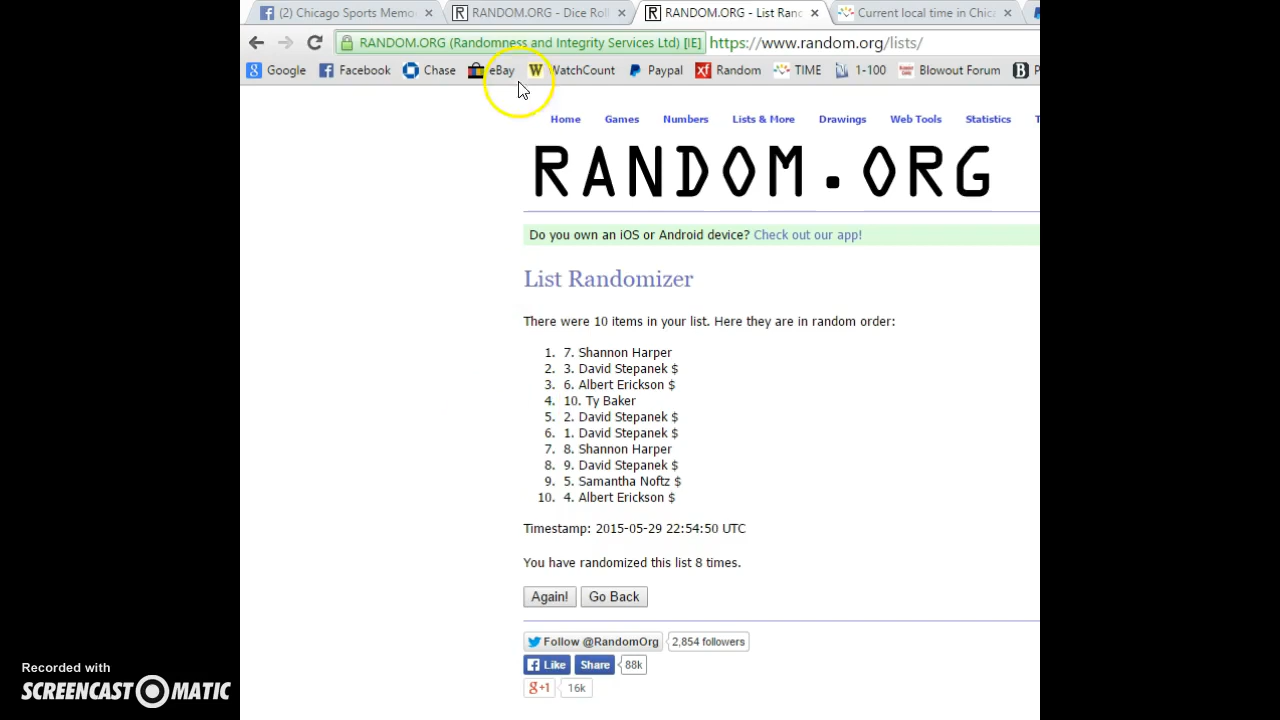 (2) Chicago Sports Memo RANDOM.ORG - Dice Roll RANDOM.ORG - List Ran Current local time in Chic
RANDOM.ORG (Randomness and Integrity Services Ltd) [IE] https://www.random.org/lists/
Google Facebook Chase eBay WatchCount Paypal Random TIME 1-100 Blowout Forum P
Home Games Numbers Lists & More Drawings Web Tools Statistics T
RANDOM.ORG
Do you own an iOS or Android device? Check out our app!
List Randomizer
There were 10 items in your list. Here they are in random order:
1. 7. Shannon Harper
2. 3. David Stepanek $
3. 6. Albert Erickson $
4. 10. Ty Baker
5. 2. David Stepanek $
6. 1. David Stepanek $
7. 8. Shannon Harper
8. 9. David Stepanek $
9. 5. Samantha Noftz $
10. 4. Albert Erickson $
Timestamp: 2015-05-29 22:54:50 UTC
You have randomized this list 8 times.
Again! Go Back
Follow @RandomOrg 2,854 followers
Like Share 88k
g+1 16k
Recorded with
SCREENCAST-O-MATIC